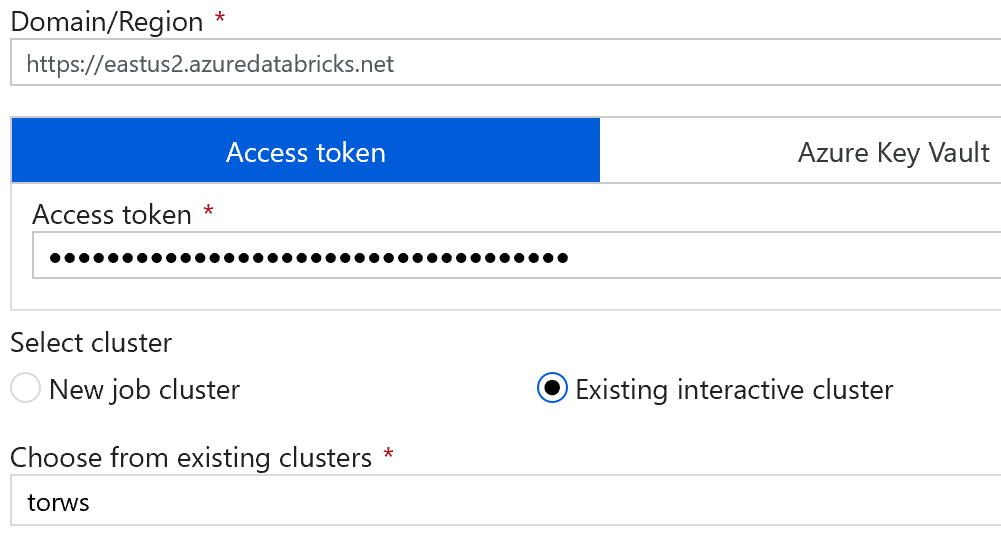 Domain/Region *
https://eastus2.azuredatabricks.net
Access token
Azure Key Vault
Access token *
••••••••••••••••••••••••••••••••••••
Select cluster
New job cluster
Existing interactive cluster
Choose from existing clusters *
torws